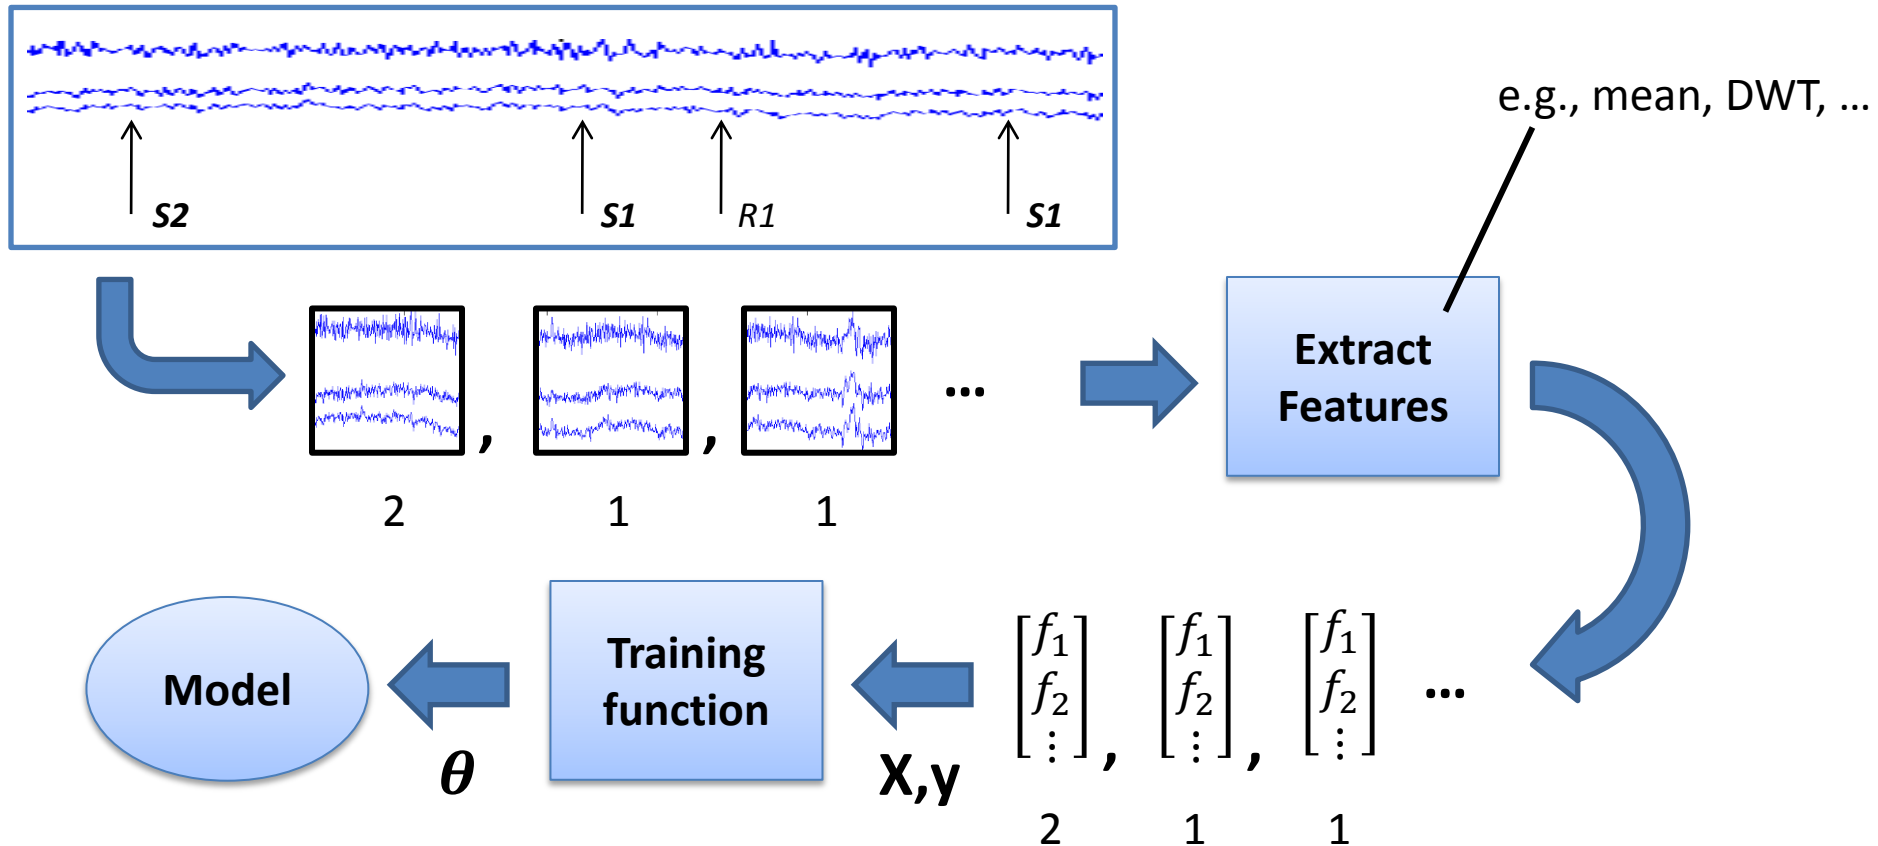 S2
S1
R1
S1
e.g., mean, DWT, ...
, , ...
2
1
1
Extract
Features
Model
θ
Training
function
X,y
[f₁ f₂ ⋮] , [f₁ f₂ ⋮] , [f₁ f₂ ⋮] ...
2
1
1